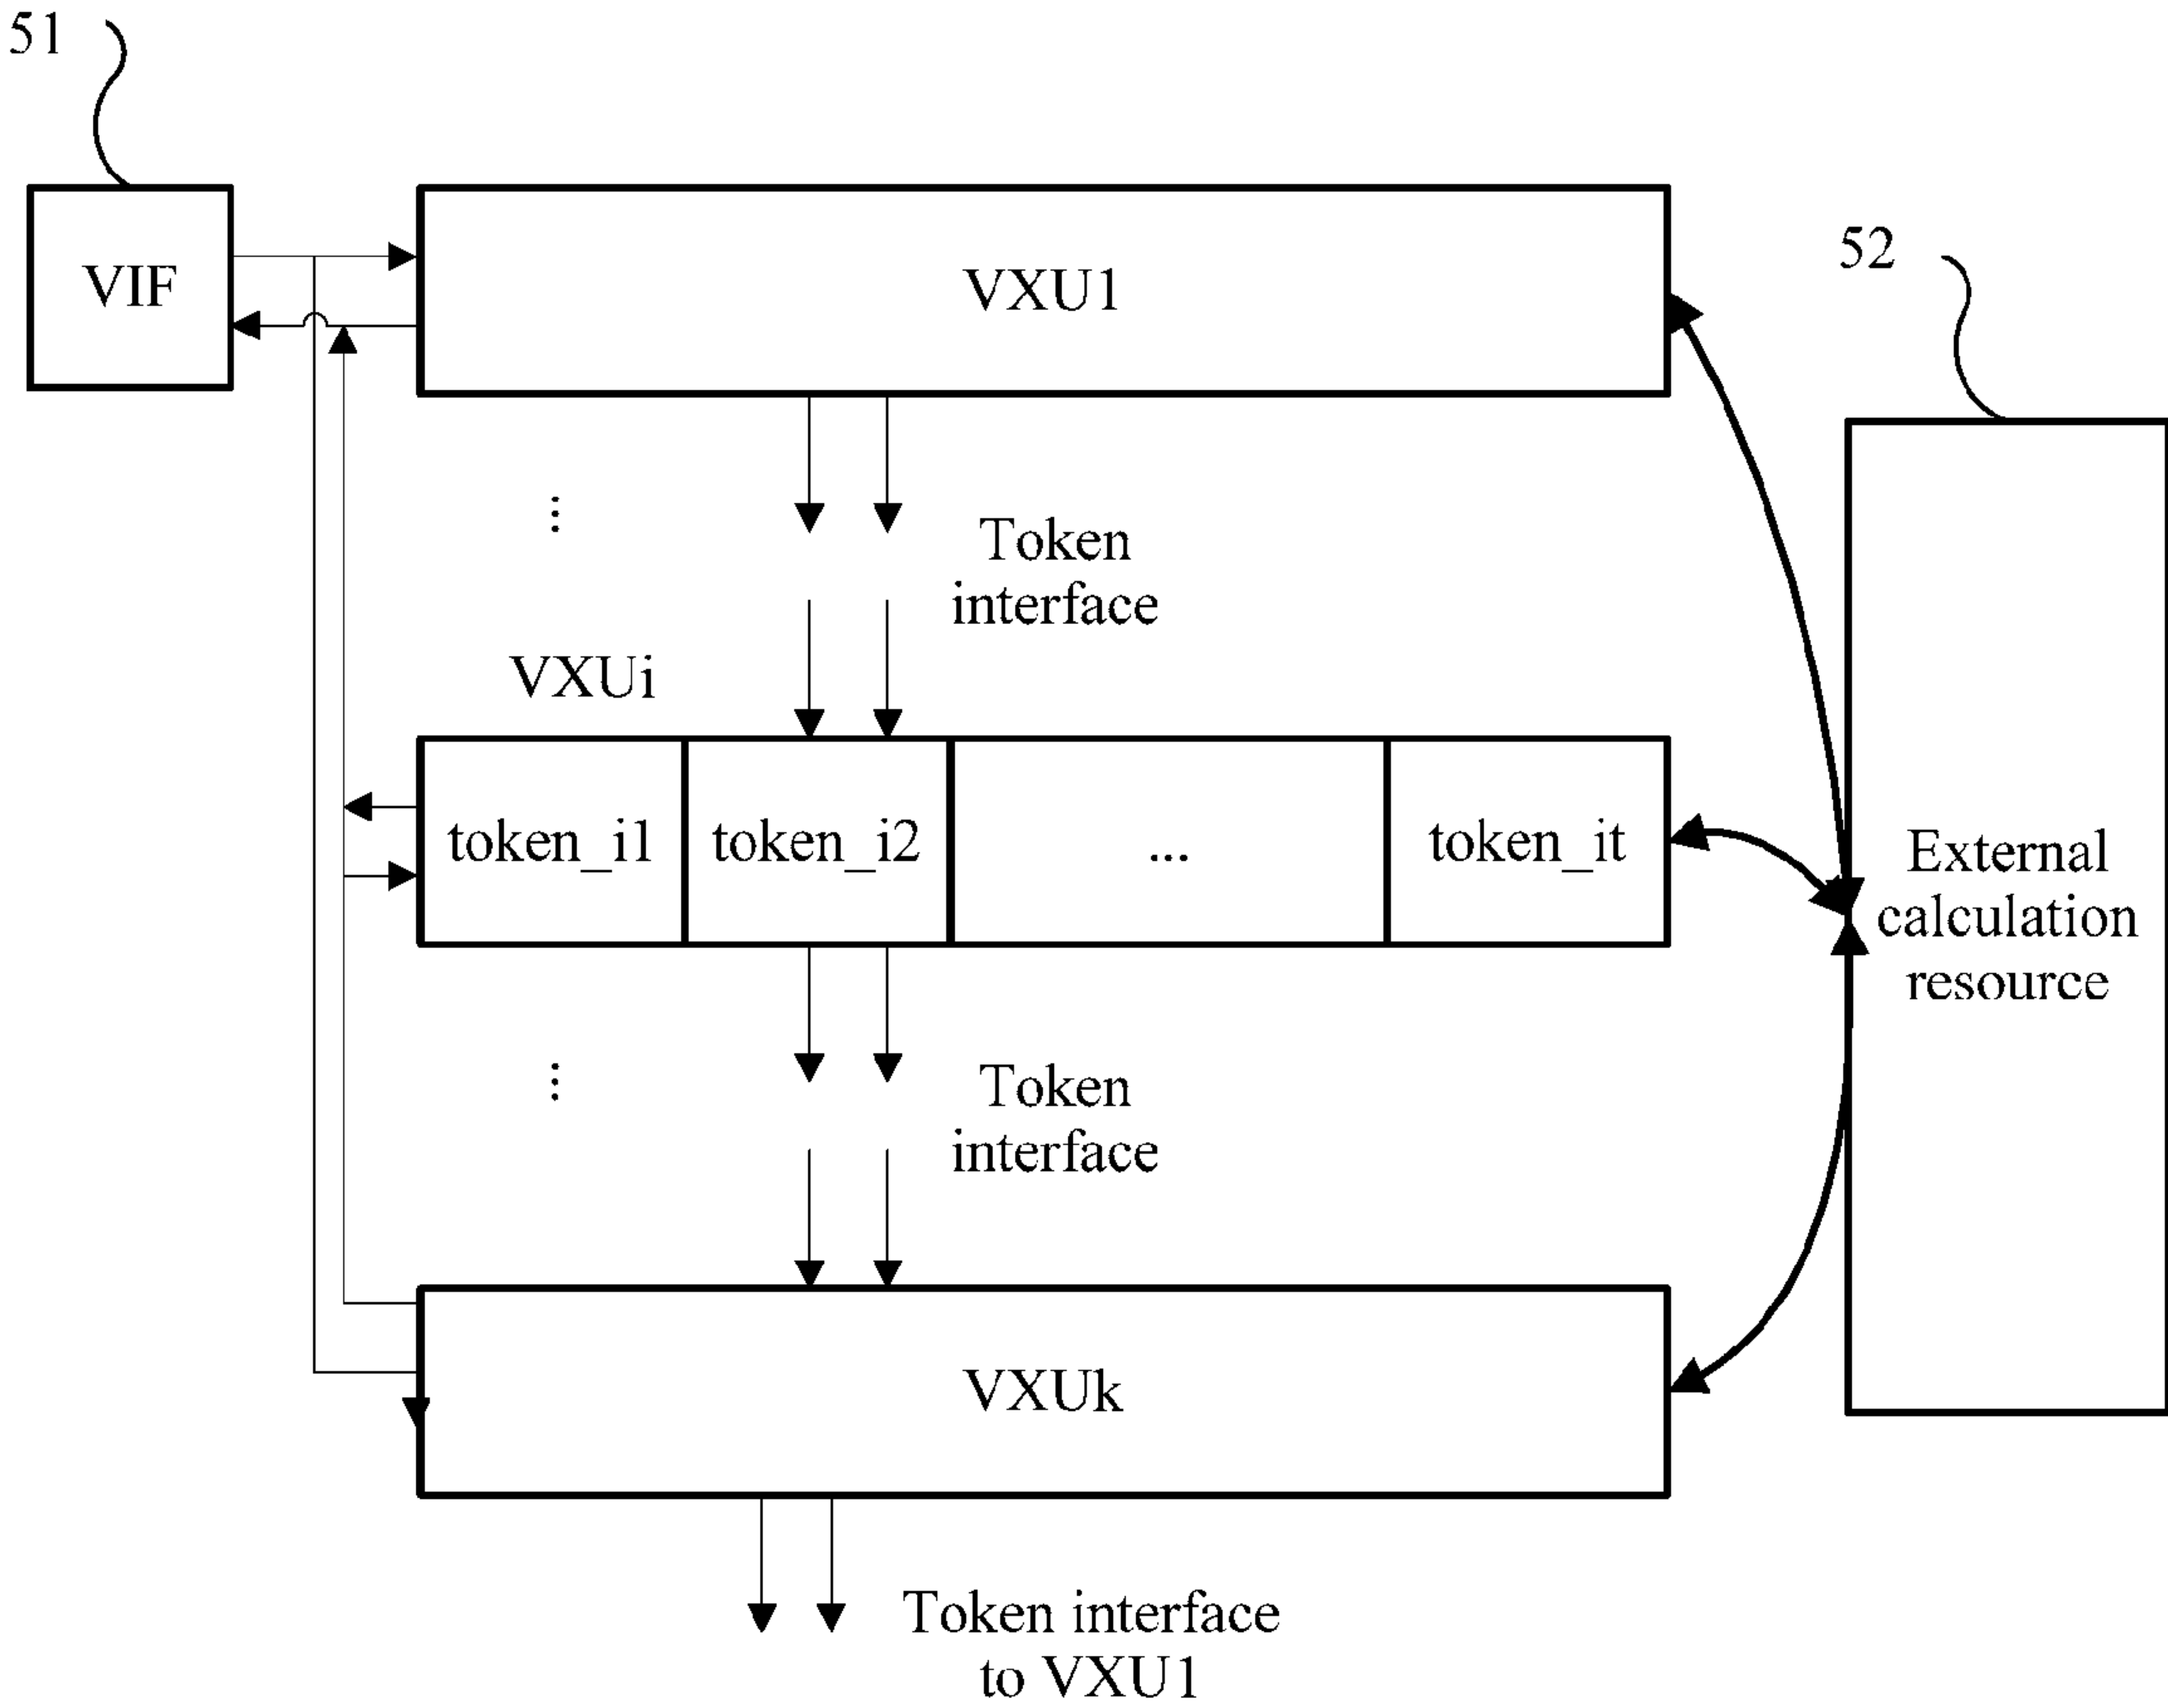 51
VIF
VXU1
52
⋮
Token
interface
VXUi
token_i1
token_i2
...
token_it
External
calculation
resource
⋮
Token
interface
VXUk
Token interface
to VXU1